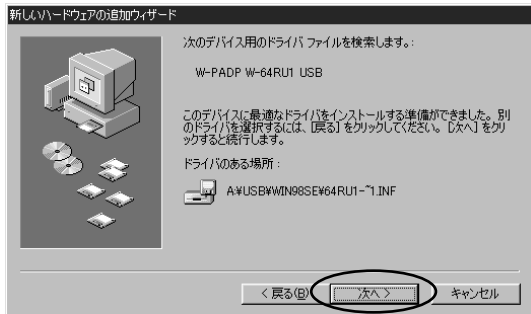 新しいハードウェアの追加ウィザード
次のデバイス用のドライバ ファイルを検索します。:
W-PADP W-64RU1 USB
このデバイスに最適なドライバをインストールする準備ができました。別
のドライバを選択するには、[戻る] をクリックしてください。[次へ] をクリ
ックすると続行します。
ドライバのある場所 :
A:¥USB¥WIN98SE¥64RU1-~1.INF
< 戻る(B) 次へ > キャンセル